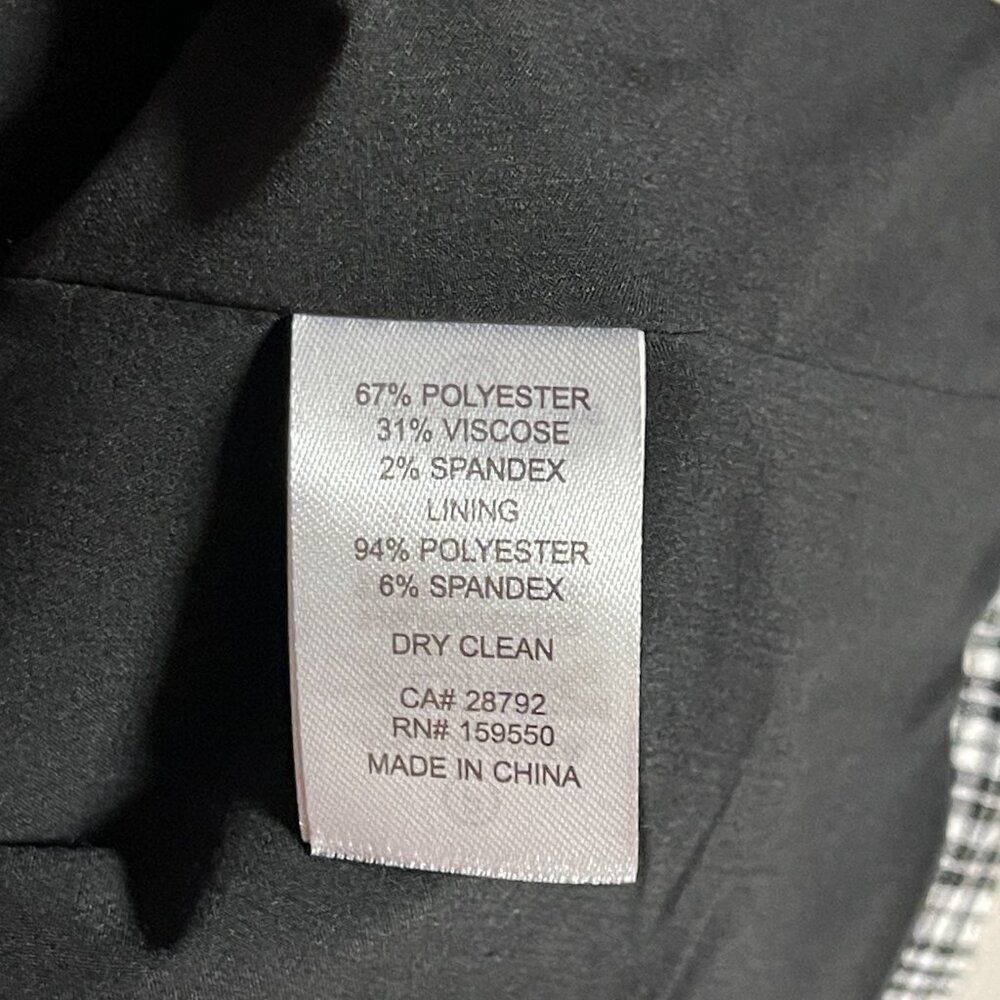 67% POLYESTER
31% VISCOSE
2% SPANDEX
LINING
94% POLYESTER
6% SPANDEX
DRY CLEAN
CA# 28792
RN# 159550
MADE IN CHINA